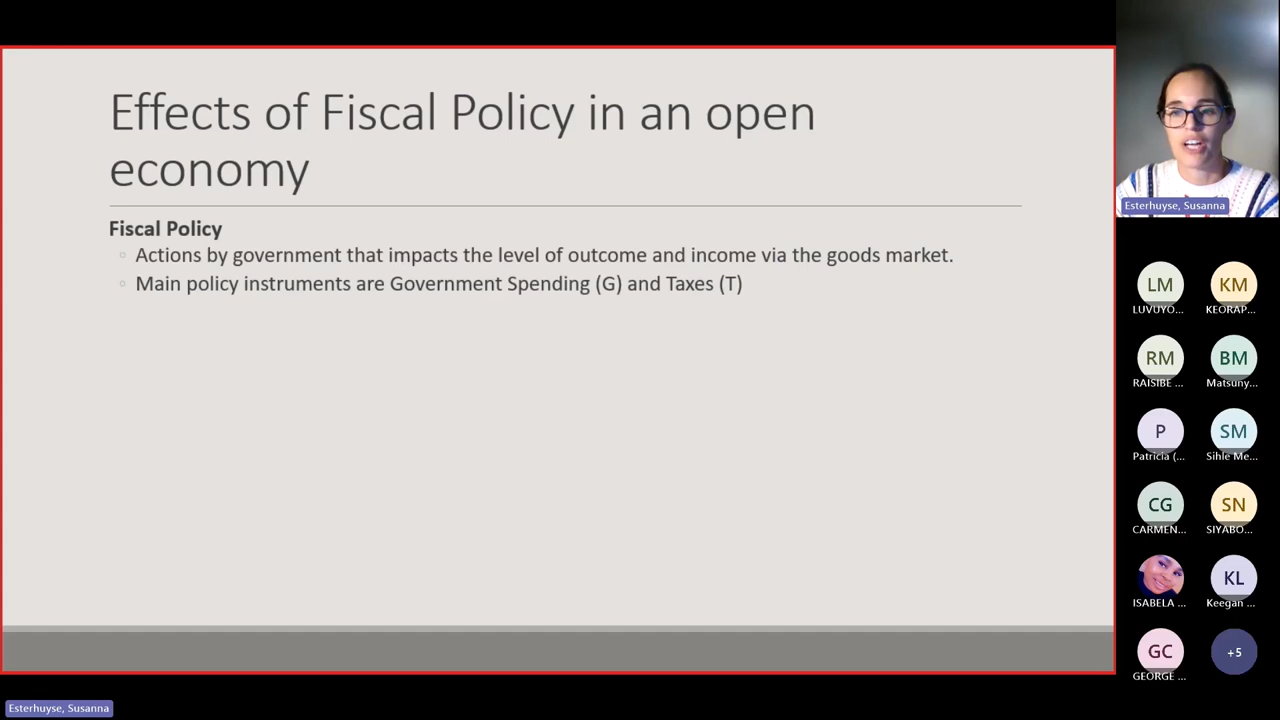 Effects of Fiscal Policy in an open
economy
Fiscal Policy
Actions by government that impacts the level of outcome and income via the goods market.
Main policy instruments are Government Spending (G) and Taxes (T)
Esterhuyse, Susanna
LM
KM
LUVUYO...
KEORAP...
RM
BM
RAISIBE ...
Matsuny...
P
SM
Patricia (...
Sihle Me...
CG
SN
CARMEN...
SIYABO...
KL
ISABELA ...
Keegan ...
GC
+5
GEORGE ...
Esterhuyse, Susanna